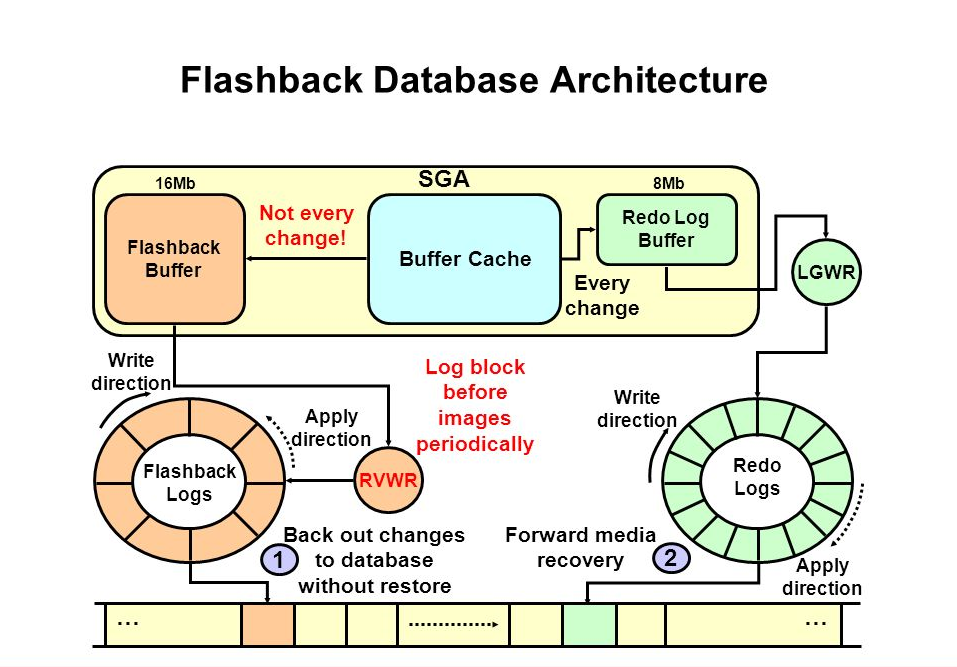 Flashback Database Architecture
SGA
16Mb
8Mb
Flashback
Buffer
Not every
change!
Buffer Cache
Redo Log
Buffer
Every
change
LGWR
Write
direction
Log block
before
images
periodically
Apply
direction
Write
direction
Flashback
Logs
RVWR
Redo
Logs
1
Back out changes
to database
without restore
Forward media
recovery
2
Apply
direction
...
...